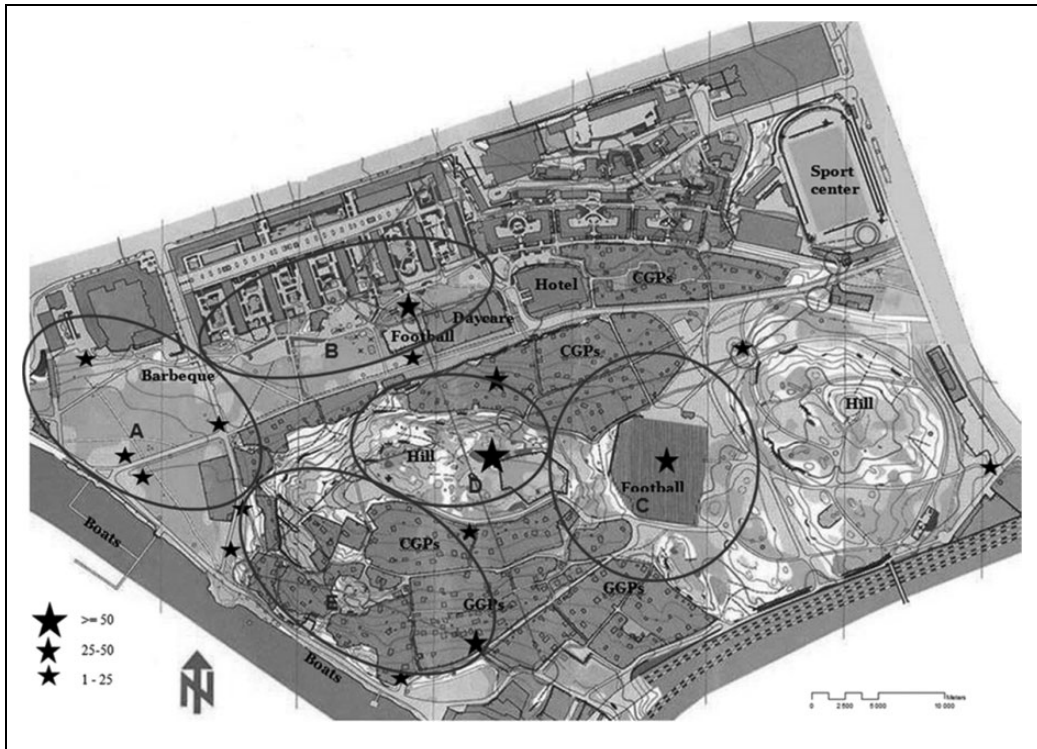 Sport
center
Hotel
CGPs
Daycare
Football
B
CGPs
Barbeque
Hill
A
Hill
D
Football
C
Boats
CGPs
GGPs
GGPs
E
Boats
>= 50
25-50
1 - 25
N
Meters
0 2 500 5 000 10 000